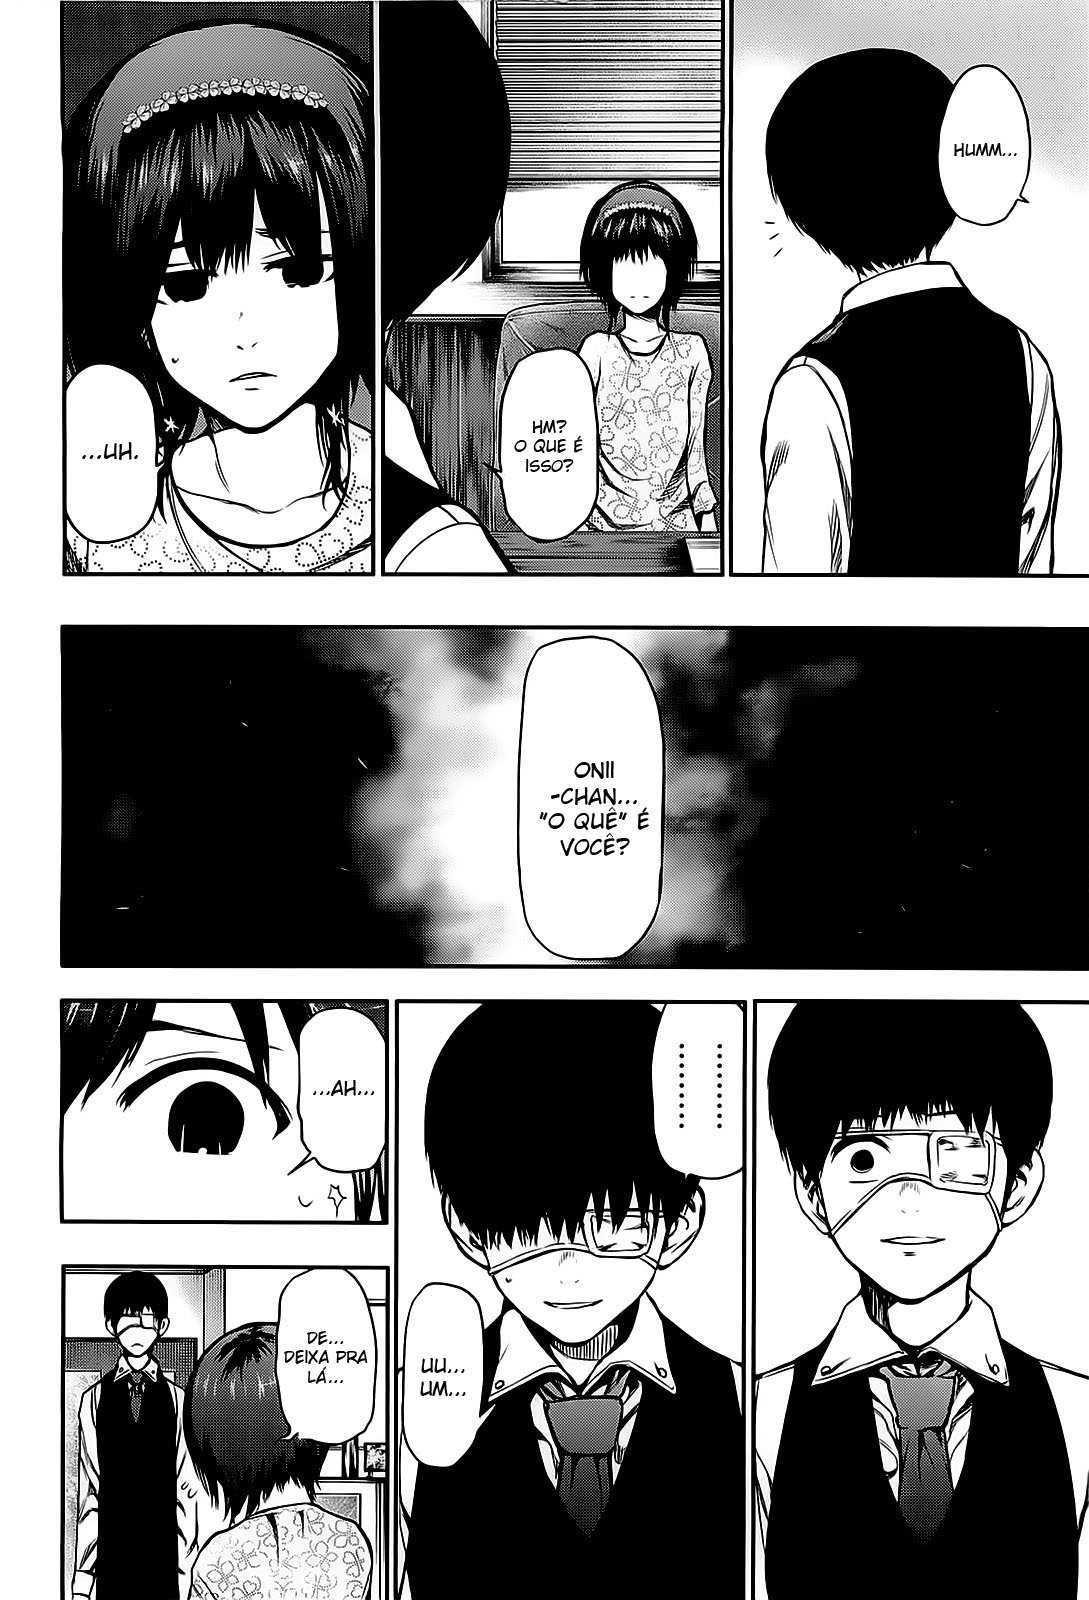 HUMM...
HM?
O QUE É
ISSO?
...UH.
ONII
-CHAN...
"O QUÊ" É
VOCÊ?
.......
.......
UU...
UM...
...AH...
DE...
DEIXA PRA
LÁ...